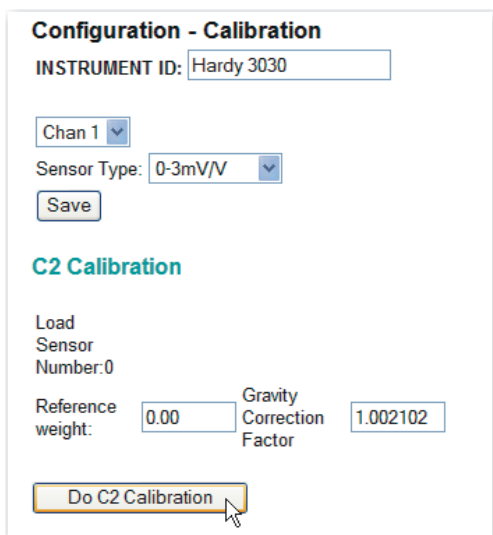 Configuration - Calibration
INSTRUMENT ID: Hardy 3030
Chan 1
Sensor Type: 0-3mV/V
Save
C2 Calibration
Load
Sensor
Number:0
Reference
weight:
0.00
Gravity
Correction
Factor
1.002102
Do C2 Calibration